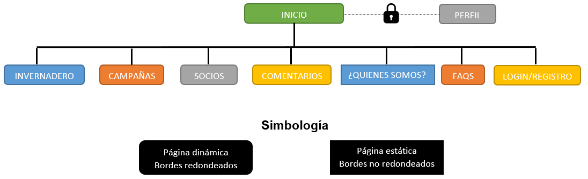 INICIO
PERFIL
INVERNADERO
CAMPAÑAS
SOCIOS
COMENTARIOS
¿QUIENES SOMOS?
FAQS
LOGIN/REGISTRO
Simbología
Página dinámica
Bordes redondeados
Página estática
Bordes no redondeados